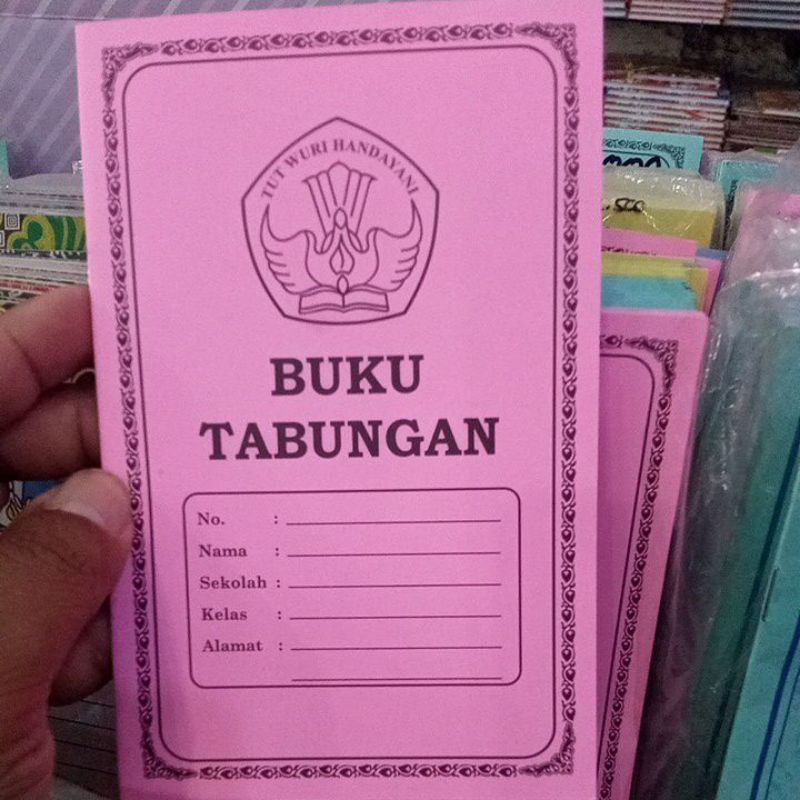 TUT WURI HANDAYANI
BUKU
TABUNGAN
No. :
Nama :
Sekolah :
Kelas :
Alamat :